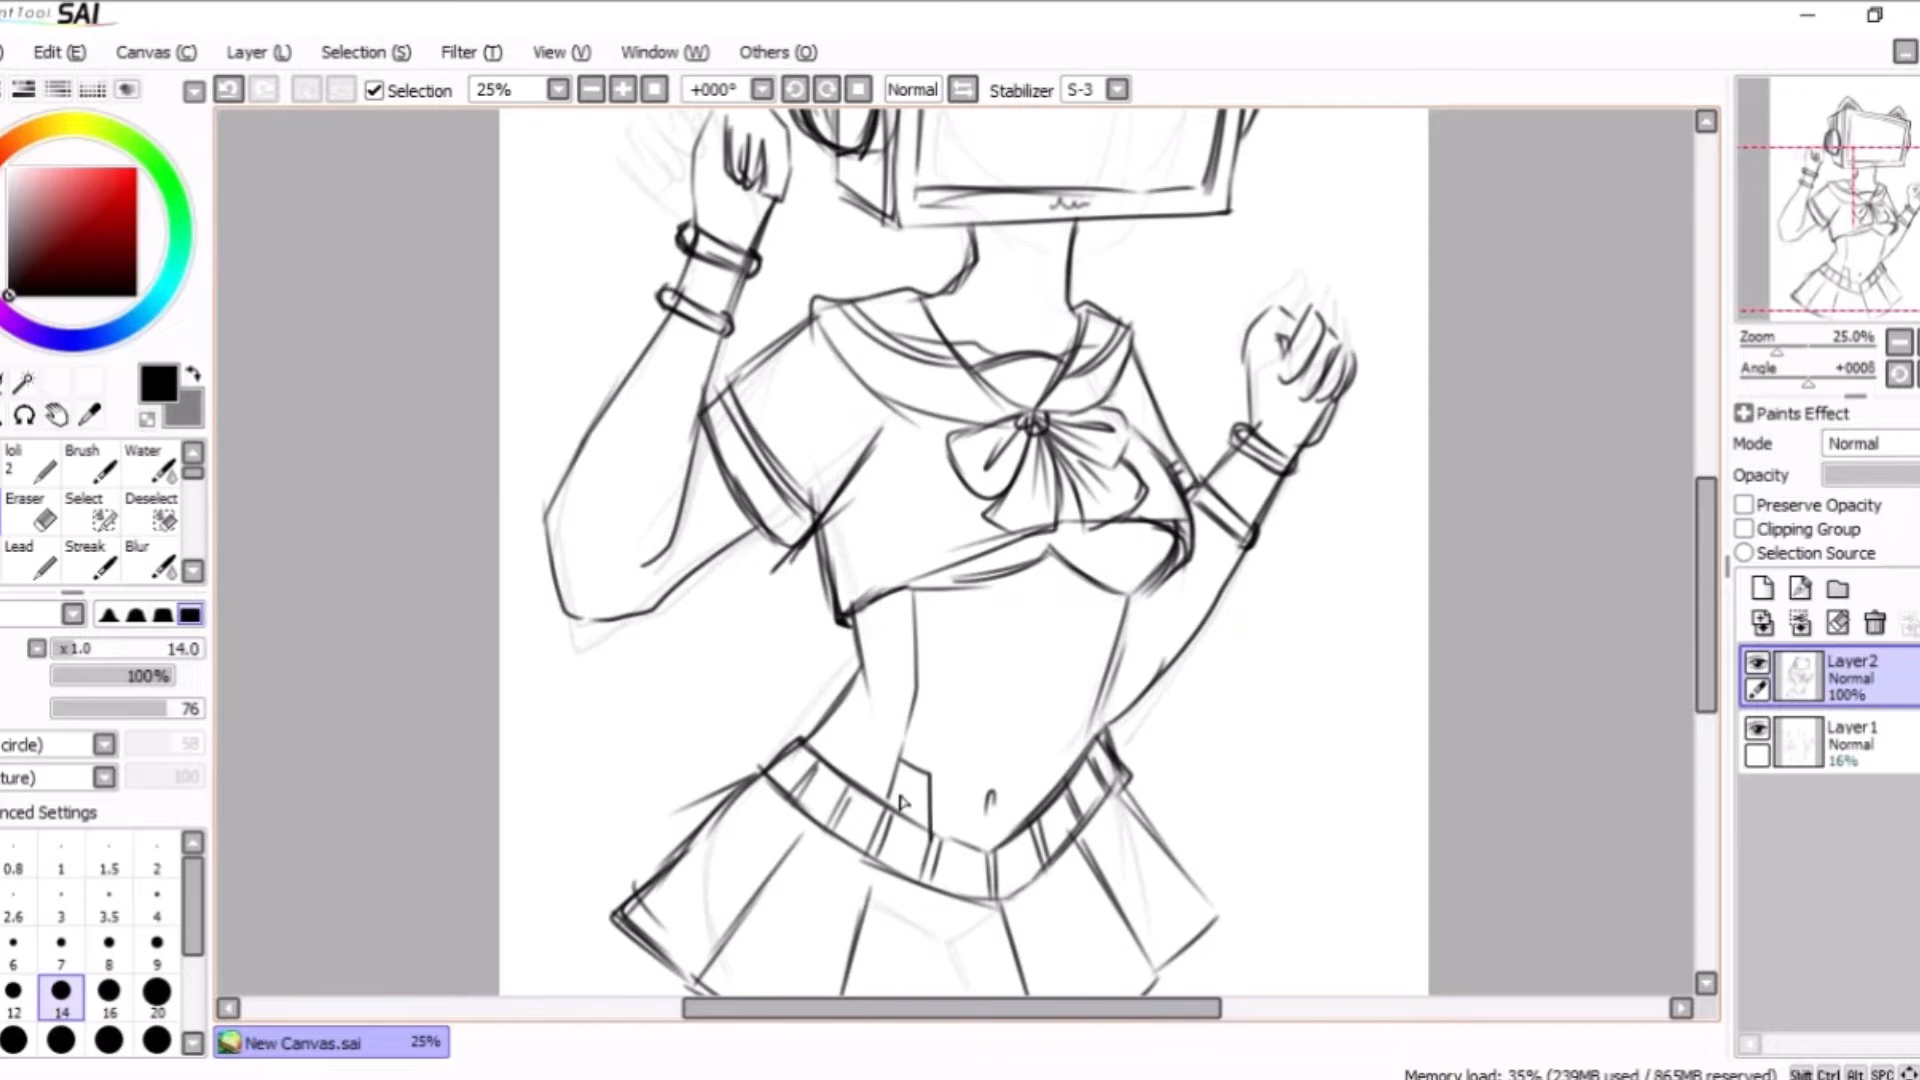 ntTool SAI
) Edit (E) Canvas (C) Layer (L) Selection (S) Filter (T) View (V) Window (W) Others (O)
Selection 25% +000° Normal Stabilizer S-3
Zoom 25.0%
Angle +000
Paints Effect
Mode Normal
Opacity
Preserve Opacity
Clipping Group
Selection Source
Layer2
Normal
100%
Layer1
Normal
16%
loli
2
Brush Water
Eraser Select Deselect
Lead Streak Blur
x1.0 14.0
100%
76
circle) 58
ture) 100
nced Settings
0.8 1 1.5 2
2.6 3 3.5 4
6 7 8 9
12 14 16 20
New Canvas.sai 25%
Memory load: 35% (239MB used / 865MB reserved) Shift Ctrl Alt SPC